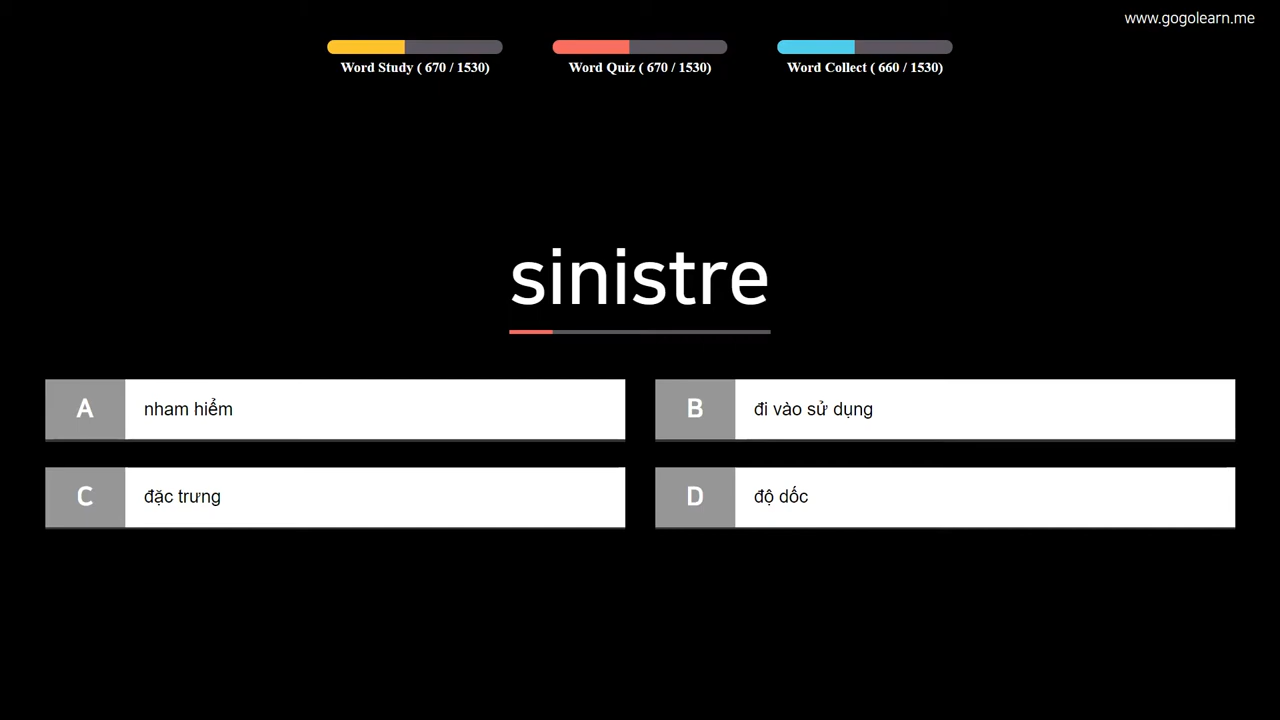 www.gogolearn.me
Word Study ( 670 / 1530)
Word Quiz ( 670 / 1530)
Word Collect ( 660 / 1530)
sinistre
A nham hiểm
B đi vào sử dụng
C đặc trưng
D độ dốc